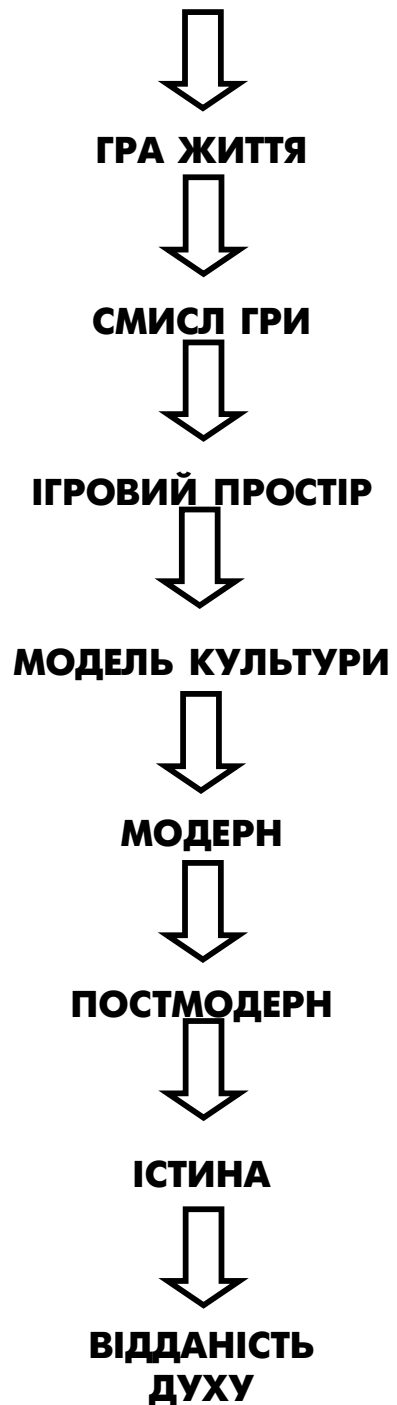 ГРА ЖИТТЯ
СМИСЛ ГРИ
ІГРОВИЙ ПРОСТІР
МОДЕЛЬ КУЛЬТУРИ
МОДЕРН
ПОСТМОДЕРН
ІСТИНА
ВІДДАНІСТЬ
ДУХУ